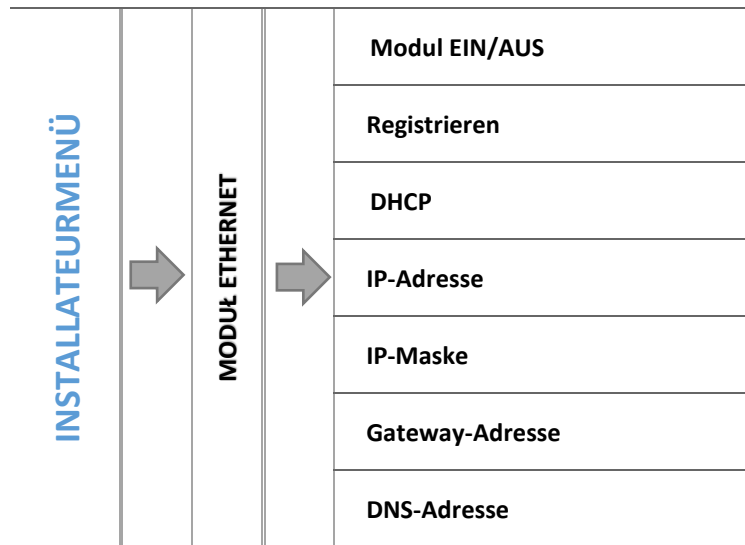 INSTALLATEURMENÜ
MODUŁ ETHERNET
Modul EIN/AUS
Registrieren
DHCP
IP-Adresse
IP-Maske
Gateway-Adresse
DNS-Adresse